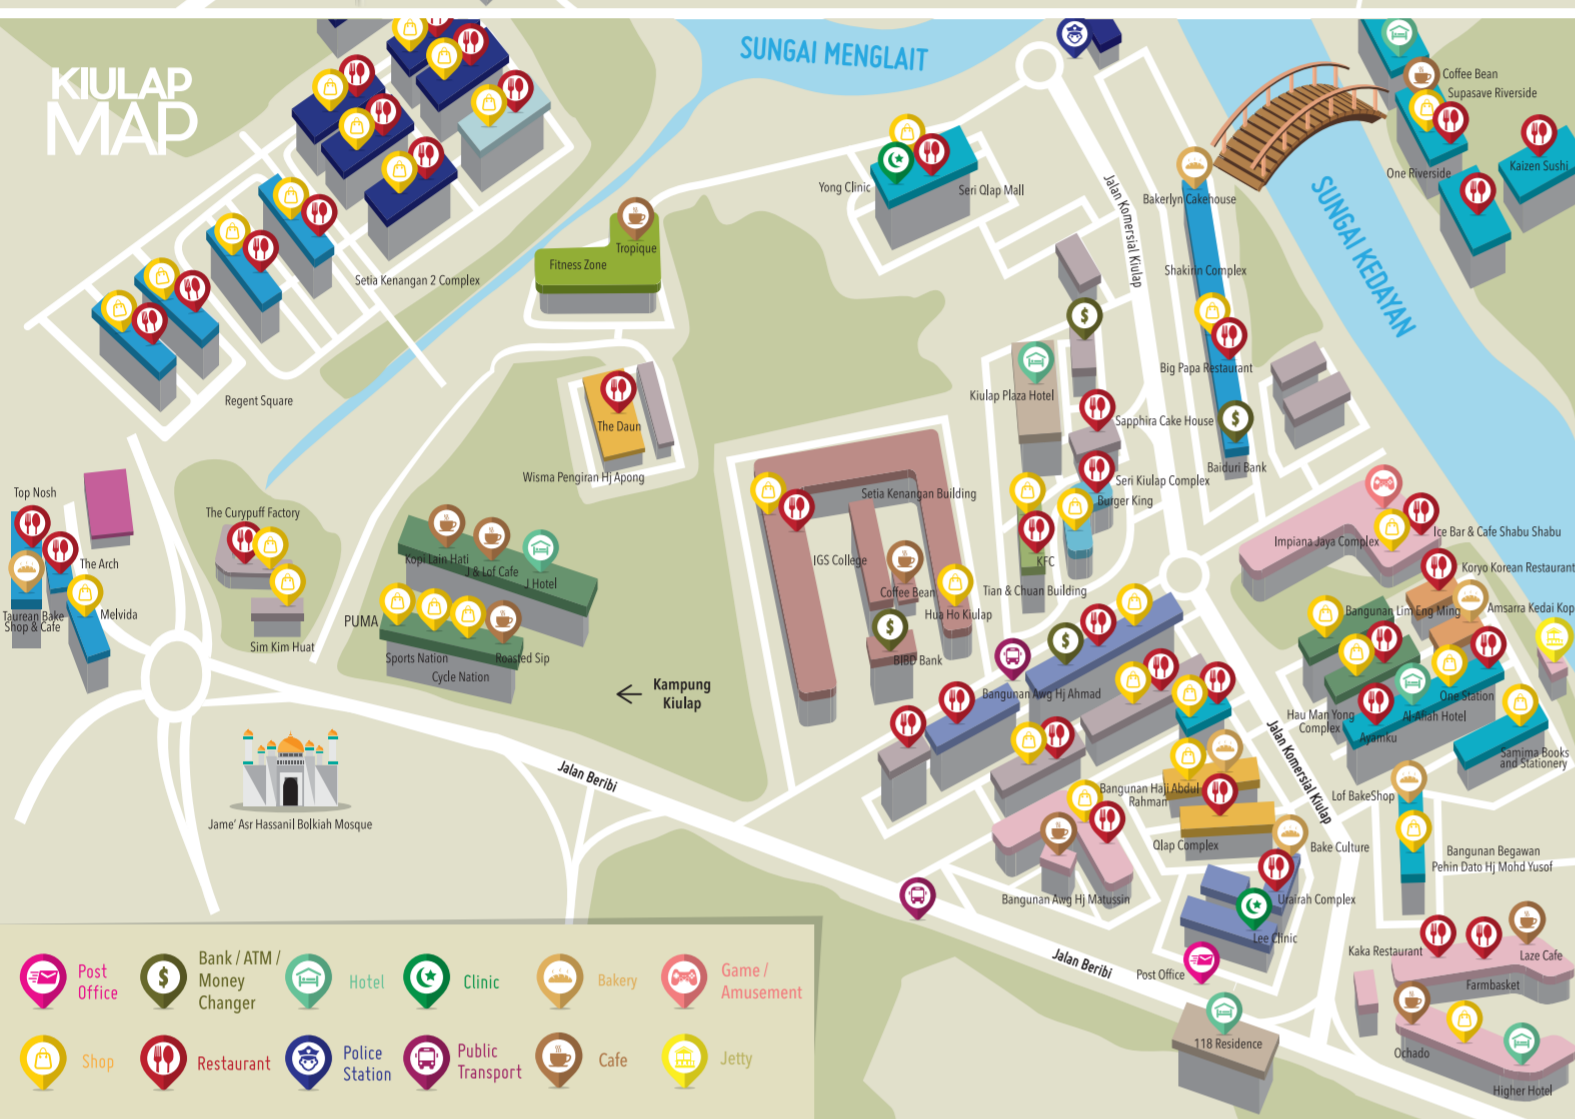 KIULAP
MAP
SUNGAI MENGLAIT
SUNGAI KEDAYAN
Coffee Bean
Supasave Riverside
One Riverside
Kaizen Sushi
Yong Clinic
Seri Qlap Mall
Jalan Komersial Kiulap
Bakerlyn Cakehouse
Shakirin Complex
Big Papa Restaurant
Baiduri Bank
Setia Kenangan 2 Complex
Regent Square
Tropique
Fitness Zone
The Daun
Wisma Pengiran Hj Apong
Kiulap Plaza Hotel
Sapphira Cake House
Seri Kiulap Complex
Burger King
KFC
Tian & Chuan Building
Setia Kenangan Building
IGS College
Coffee Bean
Hua Ho Kiulap
BIBD Bank
Top Nosh
The Arch
Taurean Bake
Shop & Cafe
Melvida
The Curypuff Factory
Sim Kim Huat
Kopi Lain Hati
J & Lof Cafe
J Hotel
PUMA
Sports Nation
Cycle Nation
Roasted Sip
Kampung
Kiulap
Jame' Asr Hassanil Bolkiah Mosque
Jalan Beribi
Impiana Jaya Complex
Ice Bar & Cafe Shabu Shabu
Koryo Korean Restaurant
Bangunan Lim Eng Ming
Amsarra Kedai Kop
Bangunan Awg Hj Ahmad
Hau Man Yong
Complex
One Station
Al-Afiah Hotel
Ayamku
Samima Books
and Stationery
Jalan Komersial Kiulap
Bangunan Haji Abdul
Rahman
Qlap Complex
Lof BakeShop
Bake Culture
Bangunan Begawan
Pehin Dato Hj Mohd Yusof
Bangunan Awg Hj Matussin
Urairah Complex
Lee Clinic
Post Office
Jalan Beribi
118 Residence
Kaka Restaurant
Laze Cafe
Farmbasket
Ochado
Higher Hotel
Post
Office
Bank / ATM /
Money
Changer
Hotel
Clinic
Bakery
Game /
Amusement
Shop
Restaurant
Police
Station
Public
Transport
Cafe
Jetty